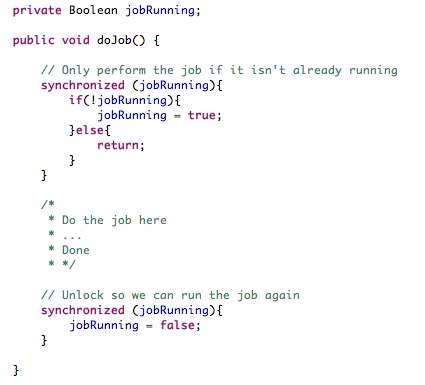 private Boolean jobRunning;
public void doJob() {
// Only perform the job if it isn't already running
synchronized (jobRunning){
if(!jobRunning){
jobRunning = true;
}else{
return;
}
}
/*
* Do the job here
* ...
* Done
* */
// Unlock so we can run the job again
synchronized (jobRunning){
jobRunning = false;
}
}